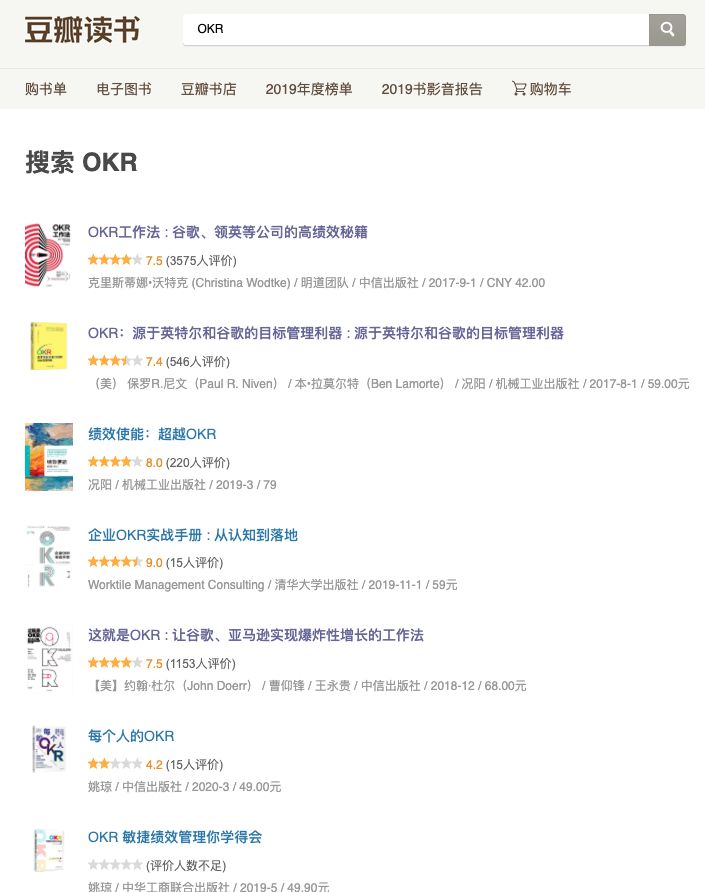 豆瓣读书
OKR
购书单 电子图书 豆瓣书店 2019年度榜单 2019书影音报告 购物车
搜索 OKR
OKR
工作法
OKR工作法 : 谷歌、领英等公司的高绩效秘籍
7.5 (3575人评价)
克里斯蒂娜•沃特克 (Christina Wodtke) / 明道团队 / 中信出版社 / 2017-9-1 / CNY 42.00
OKR
OKR：源于英特尔和谷歌的目标管理利器 : 源于英特尔和谷歌的目标管理利器
7.4 (546人评价)
（美） 保罗R.尼文（Paul R. Niven） / 本•拉莫尔特（Ben Lamorte） / 况阳 / 机械工业出版社 / 2017-8-1 / 59.00元
绩效使能：超越OKR
8.0 (220人评价)
况阳 / 机械工业出版社 / 2019-3 / 79
OKR
企业OKR实战手册 : 从认知到落地
9.0 (15人评价)
Worktile Management Consulting / 清华大学出版社 / 2019-11-1 / 59元
OKR
这就是OKR : 让谷歌、亚马逊实现爆炸性增长的工作法
7.5 (1153人评价)
【美】约翰·杜尔（John Doerr） / 曹仰锋 / 王永贵 / 中信出版社 / 2018-12 / 68.00元
每个人
的OKR
每个人的OKR
4.2 (15人评价)
姚琼 / 中信出版社 / 2020-3 / 49.00元
OKR
OKR 敏捷绩效管理你学得会
(评价人数不足)
姚琼 / 中华工商联合出版社 / 2019-5 / 49.90元